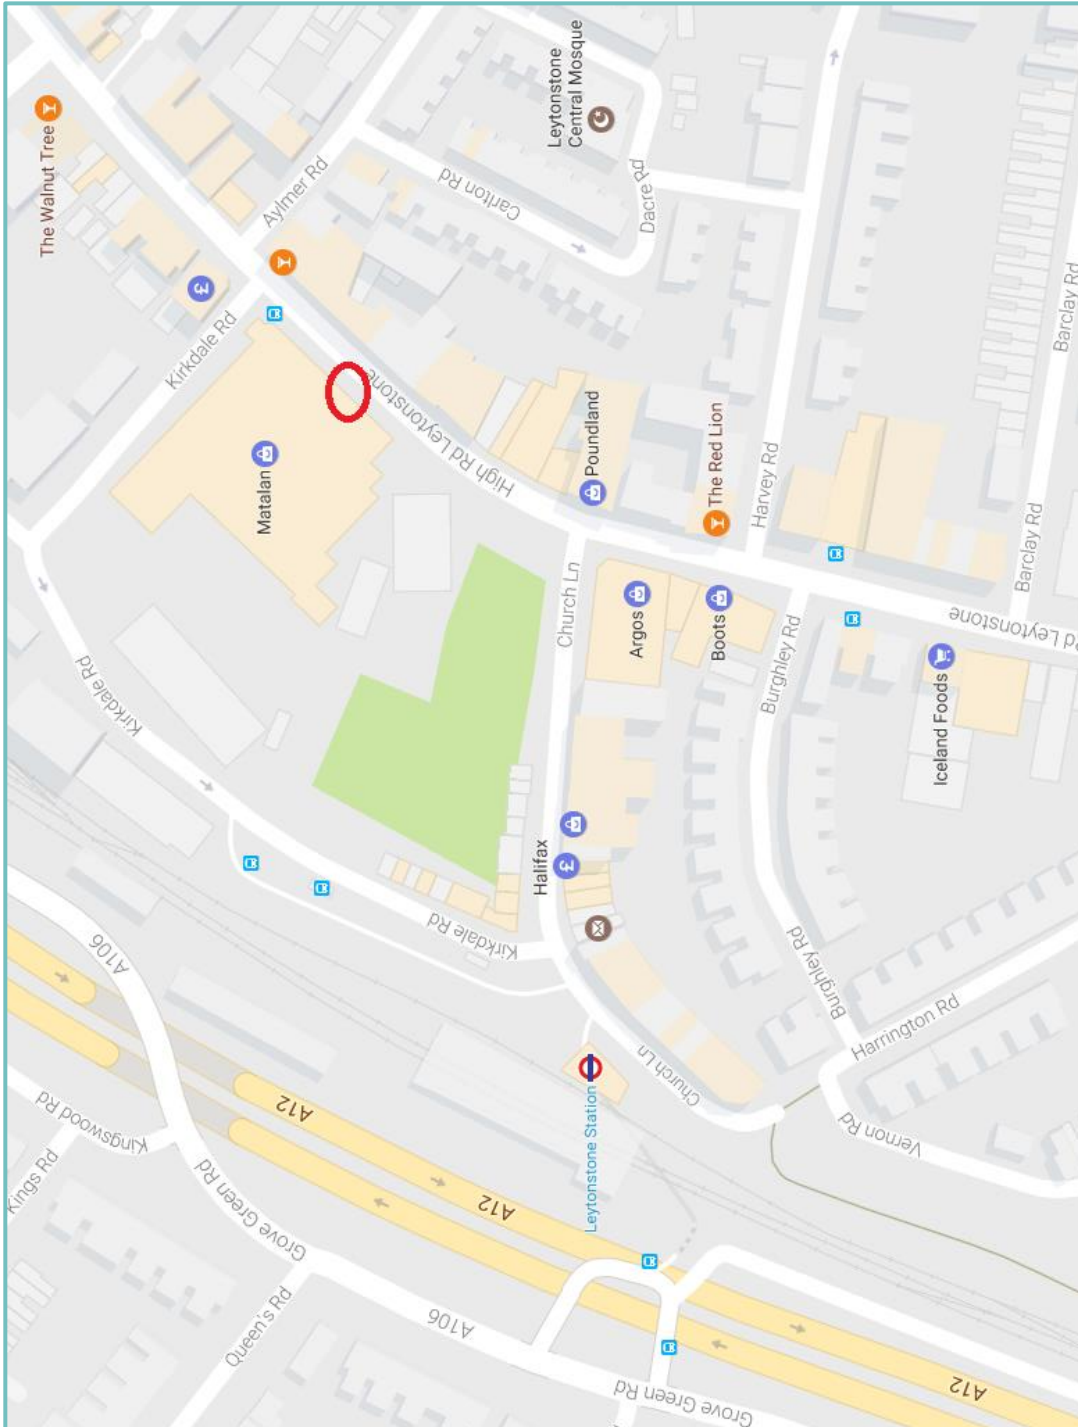 The Walnut Tree
Kings Rd
Kingswood Rd
A106
Kirkdale Rd
Kirkdale Rd
Grove Green Rd
Queen's Rd
A12
Matalan
Aylmer Rd
A106
Kirkdale Rd
High Rd Leytonstone
Carlton Rd
A12
Halifax
Leytonstone
Central Mosque
Church Ln
Leytonstone Station
Poundland
Argos
Dacre Rd
Grove Green Rd
Church Ln
Boots
The Red Lion
Burghley Rd
Harvey Rd
Burghley Rd
Vernon Rd
Harrington Rd
Iceland Foods
A12
Rd Leytonstone
Barclay Rd
Barclay Rd